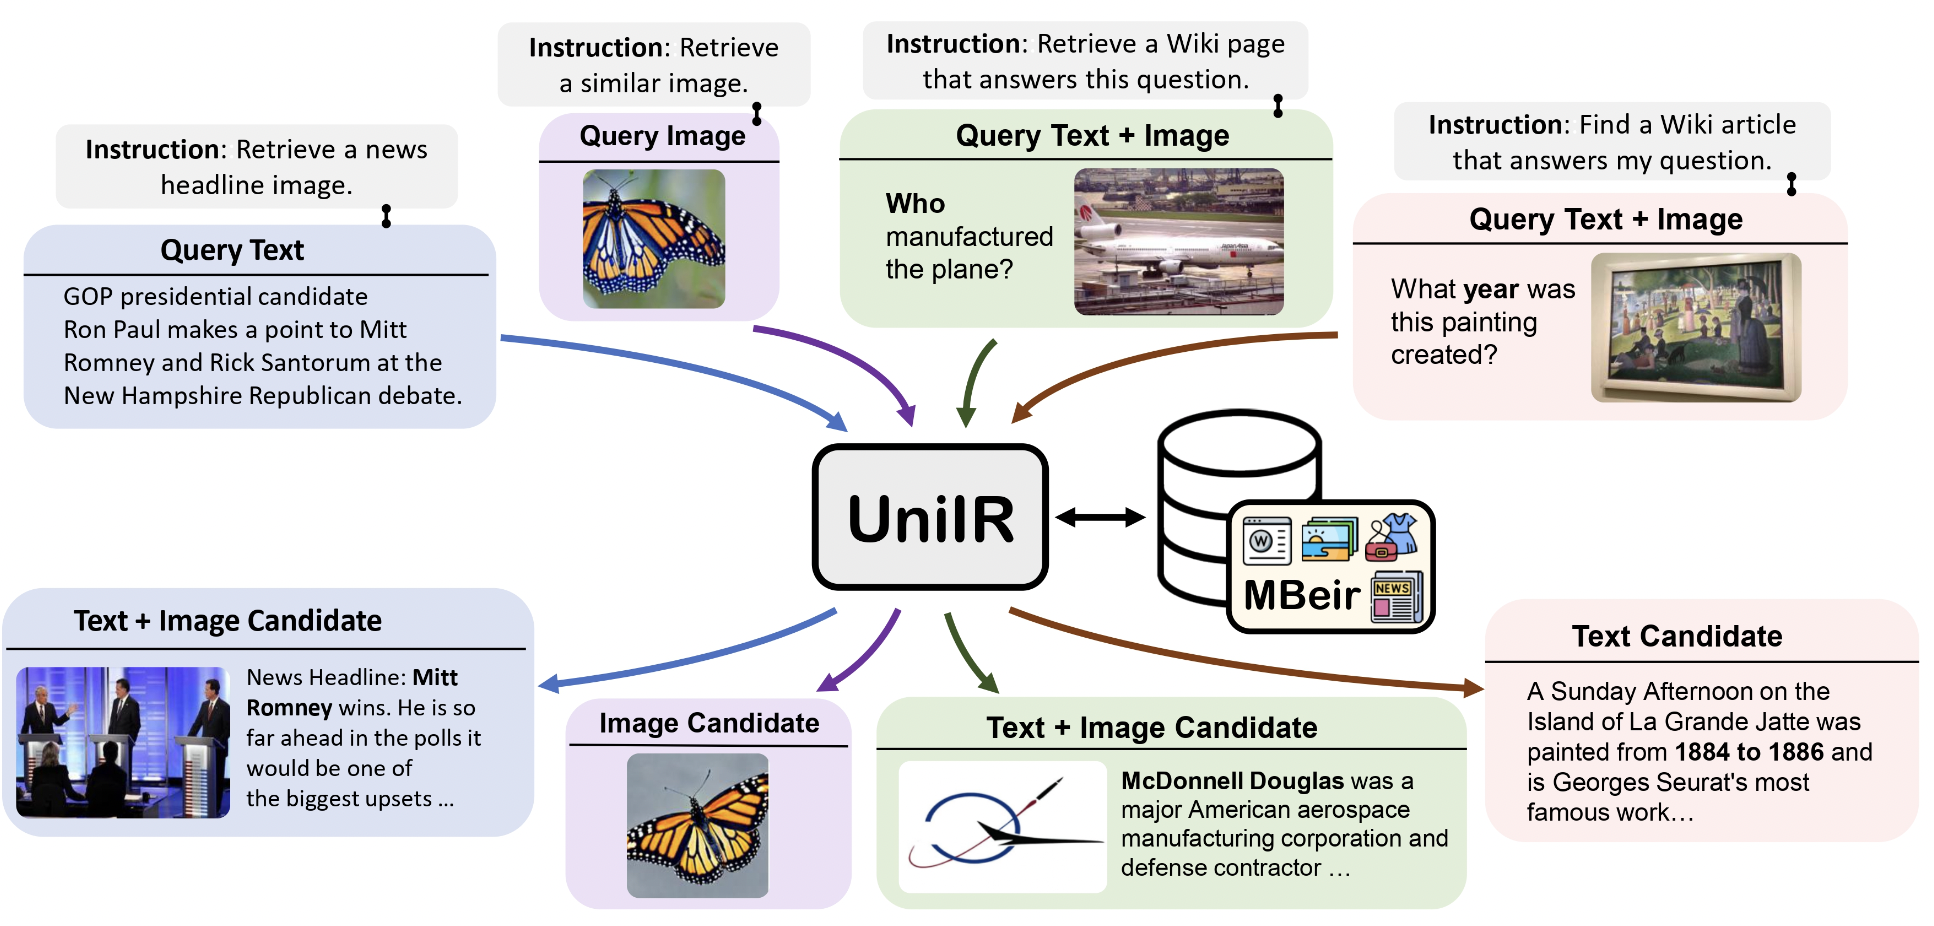 Instruction: Retrieve a news
headline image.
Query Text
GOP presidential candidate
Ron Paul makes a point to Mitt
Romney and Rick Santorum at the
New Hampshire Republican debate.
Instruction: Retrieve
a similar image.
Query Image
Instruction: Retrieve a Wiki page
that answers this question.
Query Text + Image
Who
manufactured
the plane?
Instruction: Find a Wiki article
that answers my question.
Query Text + Image
What year was
this painting
created?
UniIR
W
NEWS
MBeir
Text + Image Candidate
News Headline: Mitt
Romney wins. He is so
far ahead in the polls it
would be one of
the biggest upsets ...
Image Candidate
Text + Image Candidate
McDonnell Douglas was a
major American aerospace
manufacturing corporation and
defense contractor …
Text Candidate
A Sunday Afternoon on the
Island of La Grande Jatte was
painted from 1884 to 1886 and
is Georges Seurat's most
famous work…